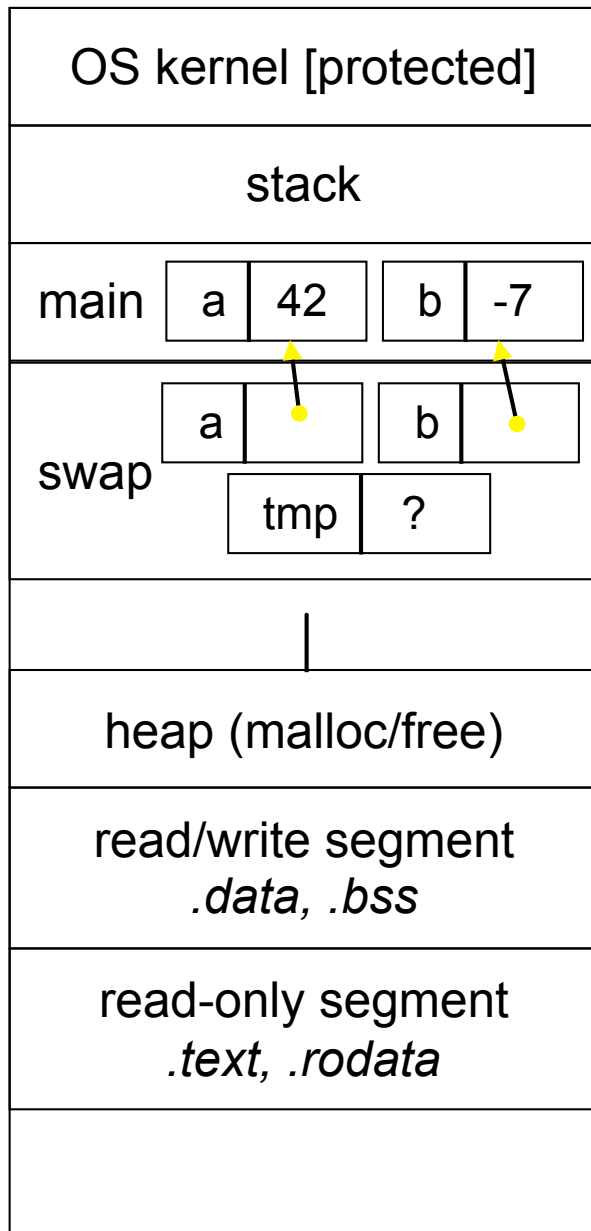 OS kernel [protected]
stack
main a 42 b -7
a b
swap
tmp ?
heap (malloc/free)
read/write segment
.data, .bss
read-only segment
.text, .rodata